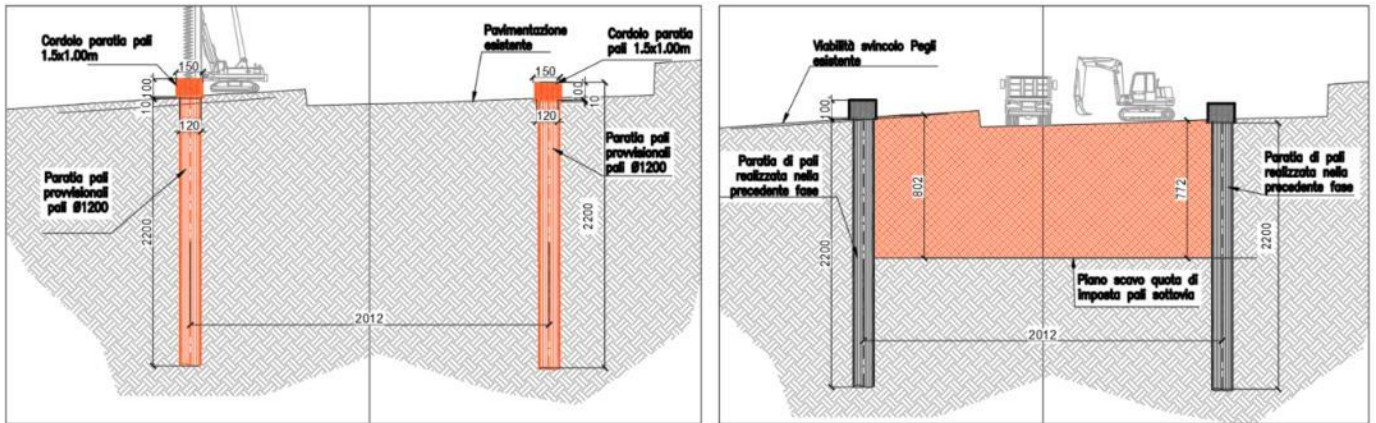 Cordolo paratia pali
1.5x1.00m
150
100
10
120
Paratia pali
provvisionali
pali Ø1200
2200
Pavimentazione
esistente
2012
Cordolo paratia
pali 1.5x1.00m
150
100
10
120
Paratia pali
provvisionali
pali Ø1200
2200
Viabilità svincolo Pegli
esistente
100
Paratia di pali
realizzata nella
precedente fase
802
2200
772
Paratia di pali
realizzata nella
precedente fase
2200
Piano scavo quota di
imposta pali sottovia
2012